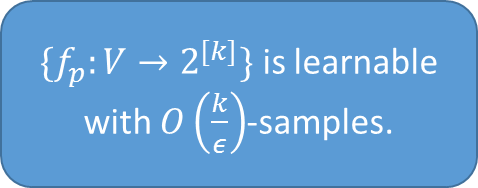 {f_p: V → 2^{[k]}} is learnable
with O(k/ϵ)-samples.